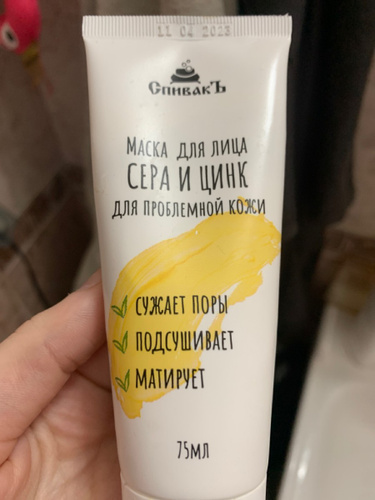 11 04 2023
СпивакЪ
Маска для лица
СЕРА И ЦИНК
для проблемной кожи
сужает поры
подсушивает
матирует
75мл